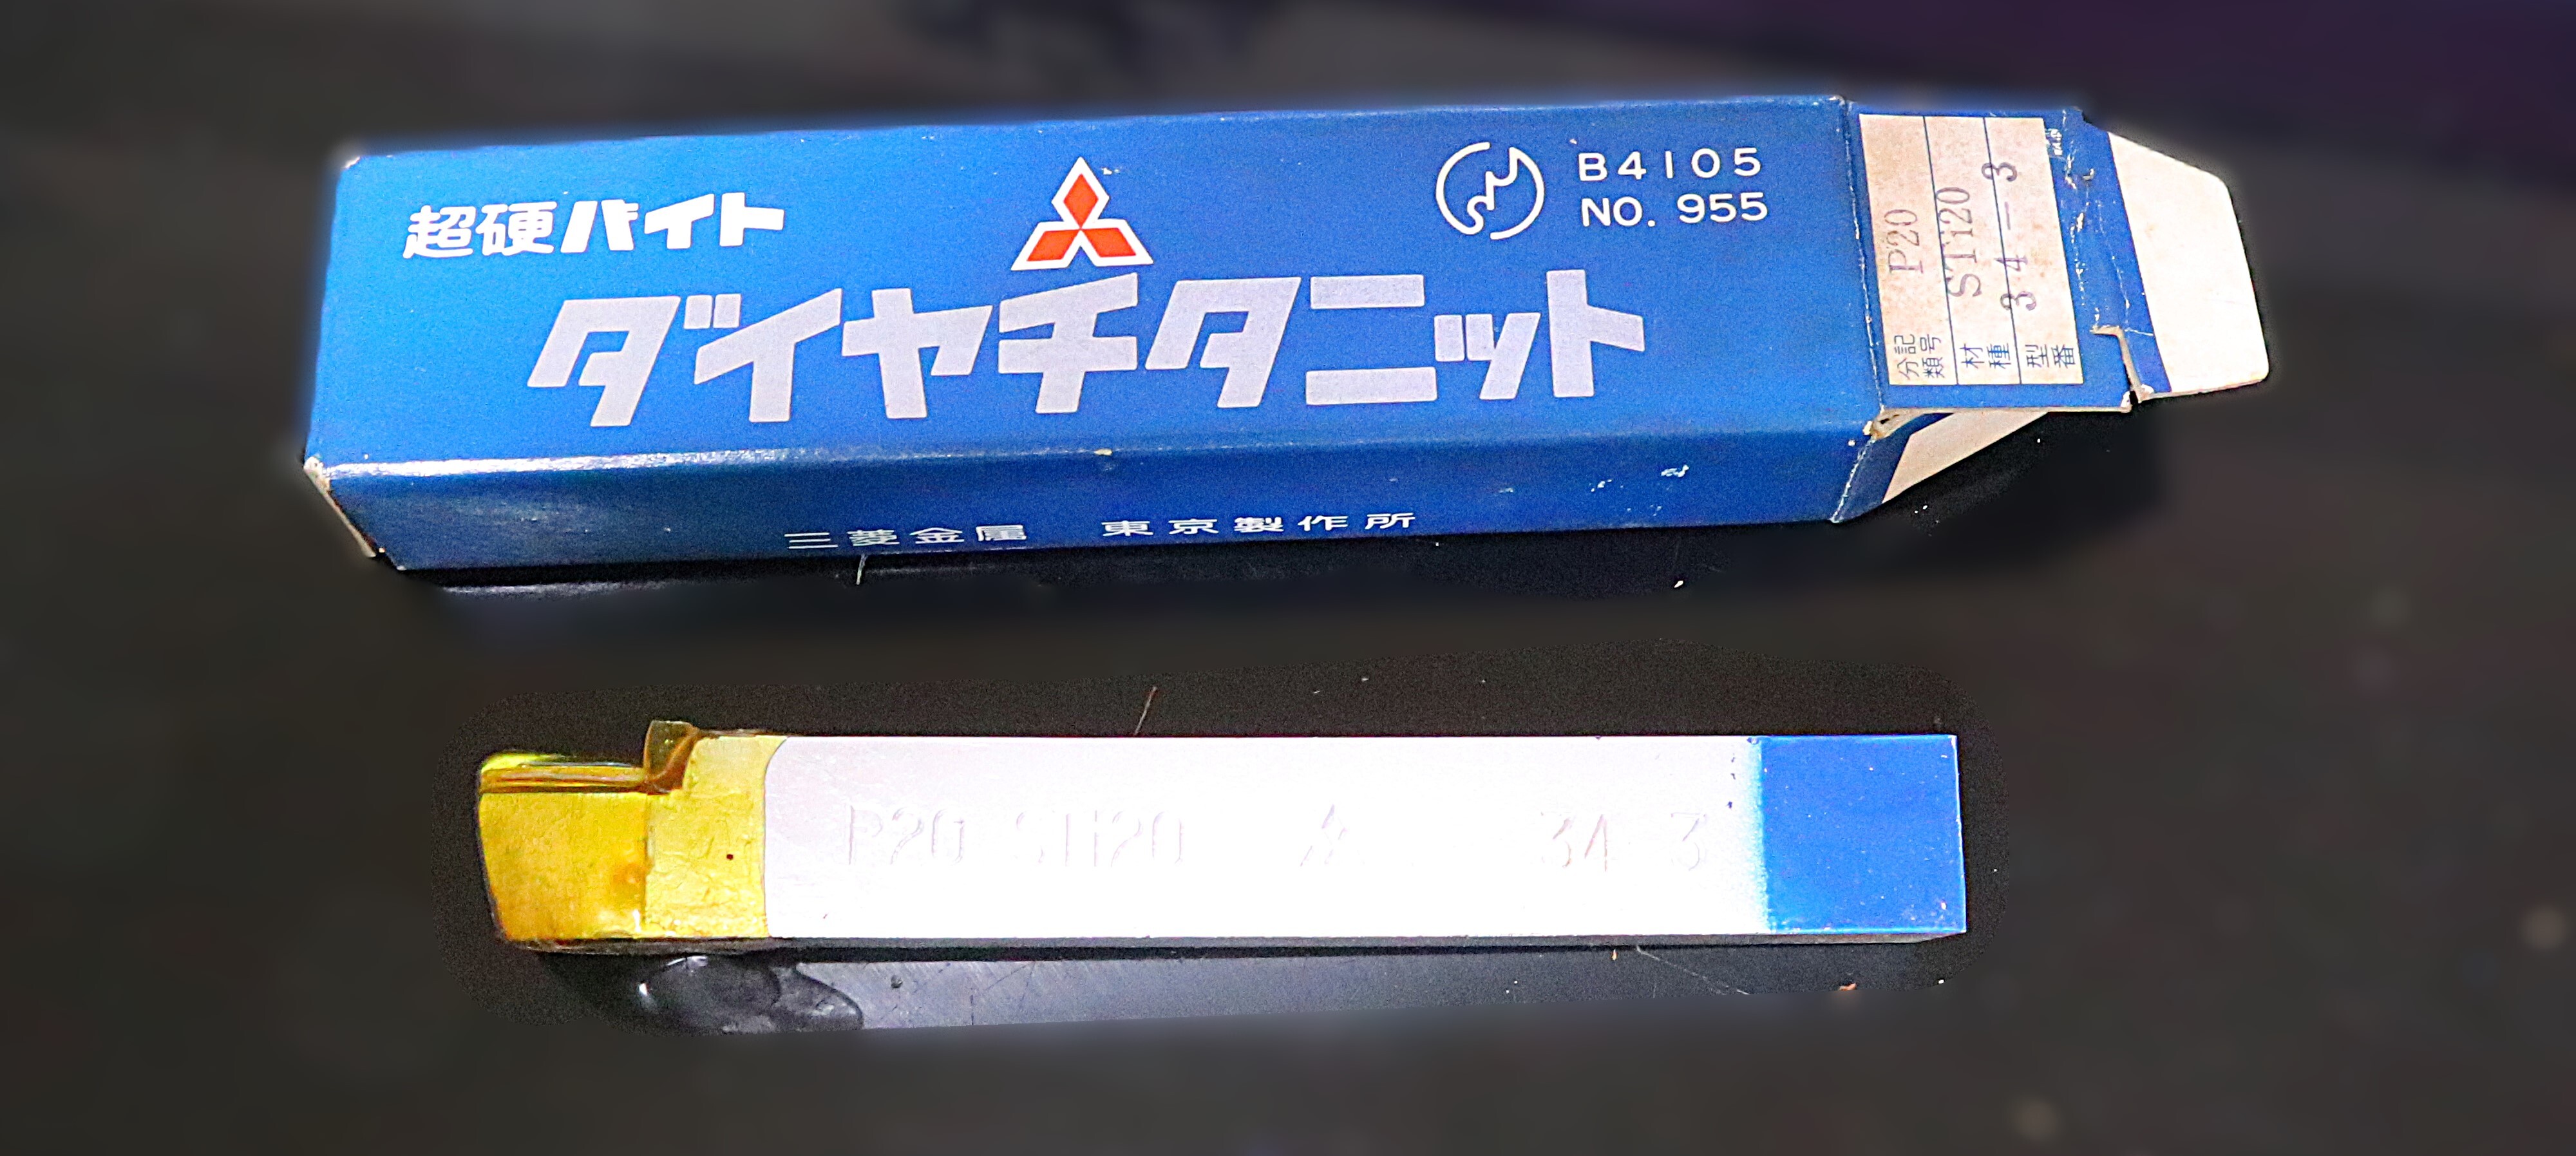 超硬バイト
B4105
NO. 955
ダイヤチタニット
三菱金属 東京製作所
分類記号 P20
材種 STi20
型番 34-3
P20 STi20 34 3